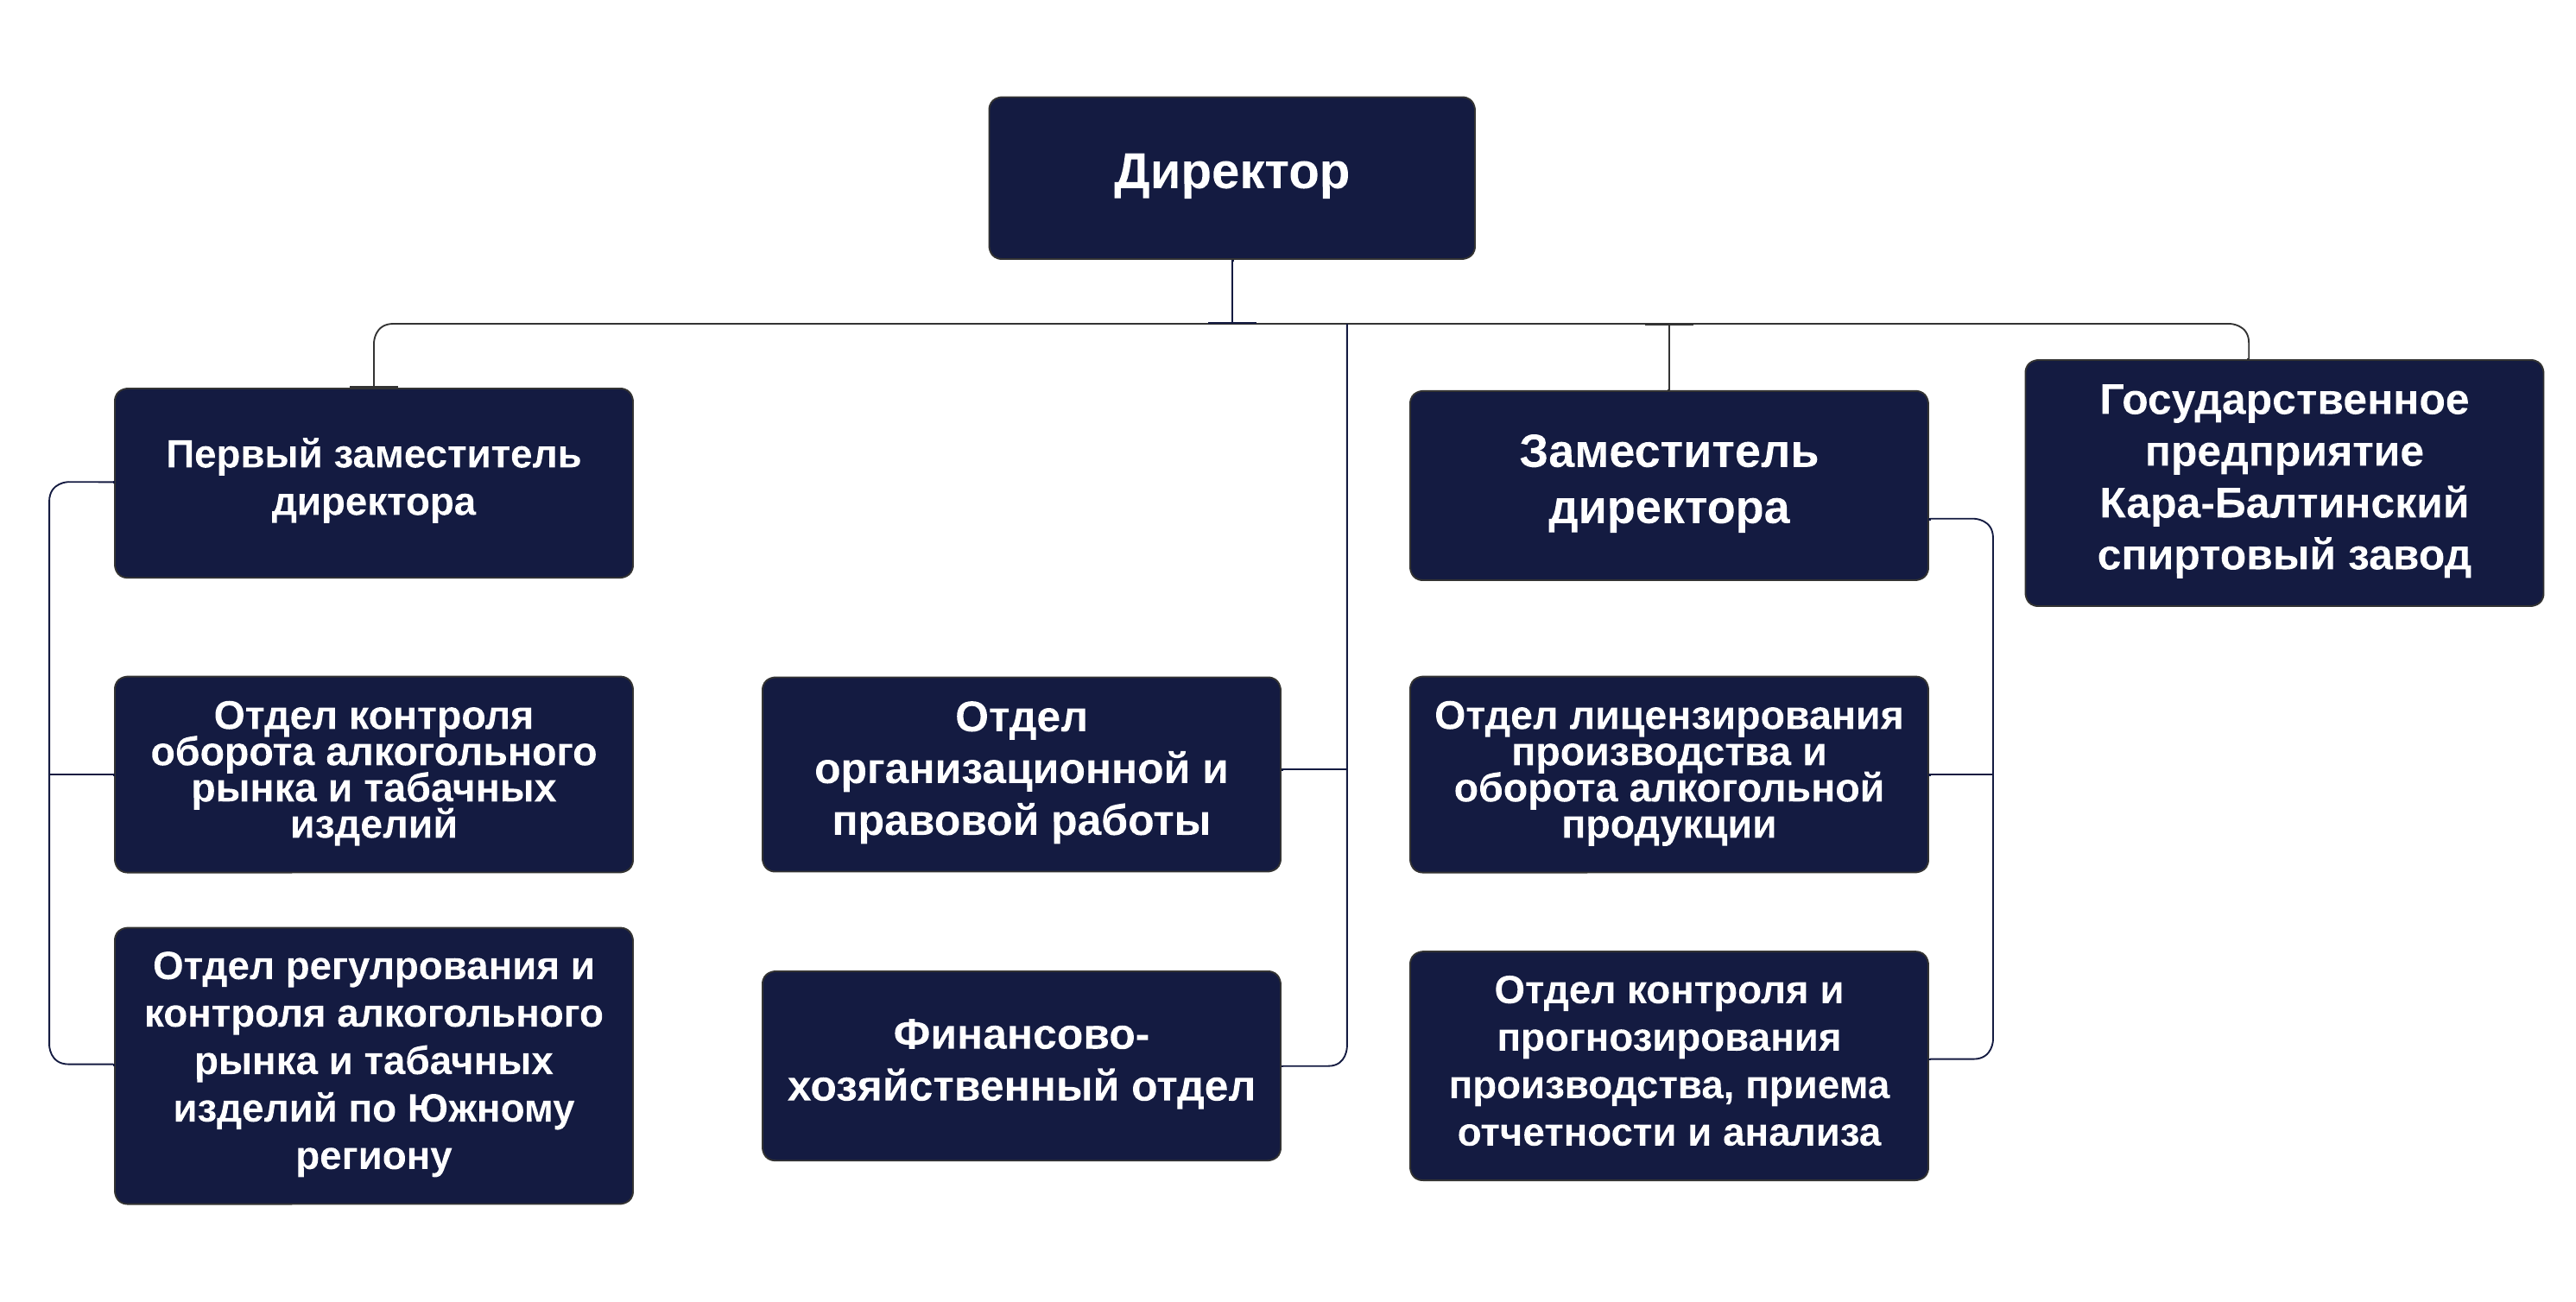 Директор
Первый заместитель
директора
Заместитель
директора
Государственное
предприятие
Кара-Балтинский
спиртовый завод
Отдел контроля
оборота алкогольного
рынка и табачных
изделий
Отдел
организационной и
правовой работы
Отдел лицензирования
производства и
оборота алкогольной
продукции
Отдел регулрования и
контроля алкогольного
рынка и табачных
изделий по Южному
региону
Финансово-
хозяйственный отдел
Отдел контроля и
прогнозирования
производства, приема
отчетности и анализа